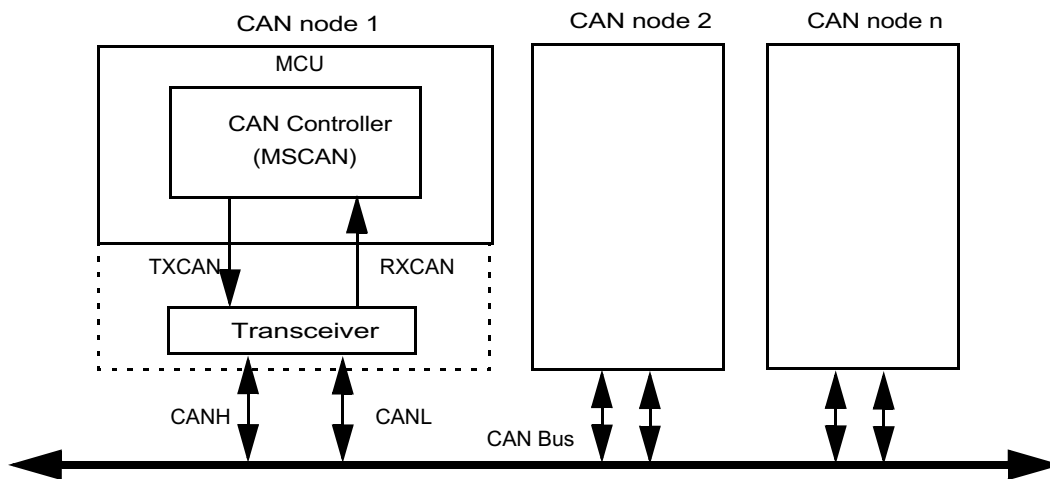 CAN node 1
CAN node 2
CAN node n
MCU
CAN Controller
(MSCAN)
TXCAN
RXCAN
Transceiver
CANH
CANL
CAN Bus